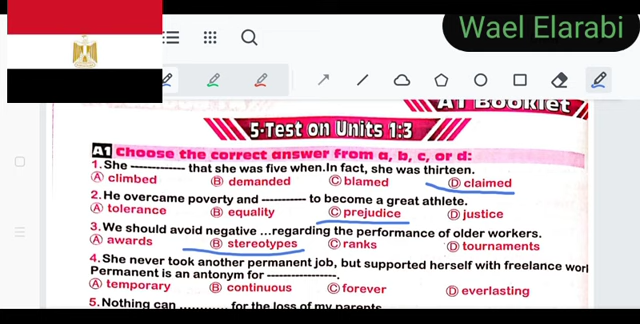 Wael Elarabi
A1 Booklet
5-Test on Units 1:3
A1 Choose the correct answer from a, b, c, or d:
1. She -------------- that she was five when.In fact, she was thirteen.
A climbed B demanded C blamed D claimed
2. He overcame poverty and ----------- to become a great athlete.
A tolerance B equality C prejudice D justice
3. We should avoid negative ...regarding the performance of older workers.
A awards B stereotypes C ranks D tournaments
4. She never took another permanent job, but supported herself with freelance
Permanent is an antonym for -----------------.
A temporary B continuous C forever D everlasting
5. Nothing can ........... for the loss of my parents